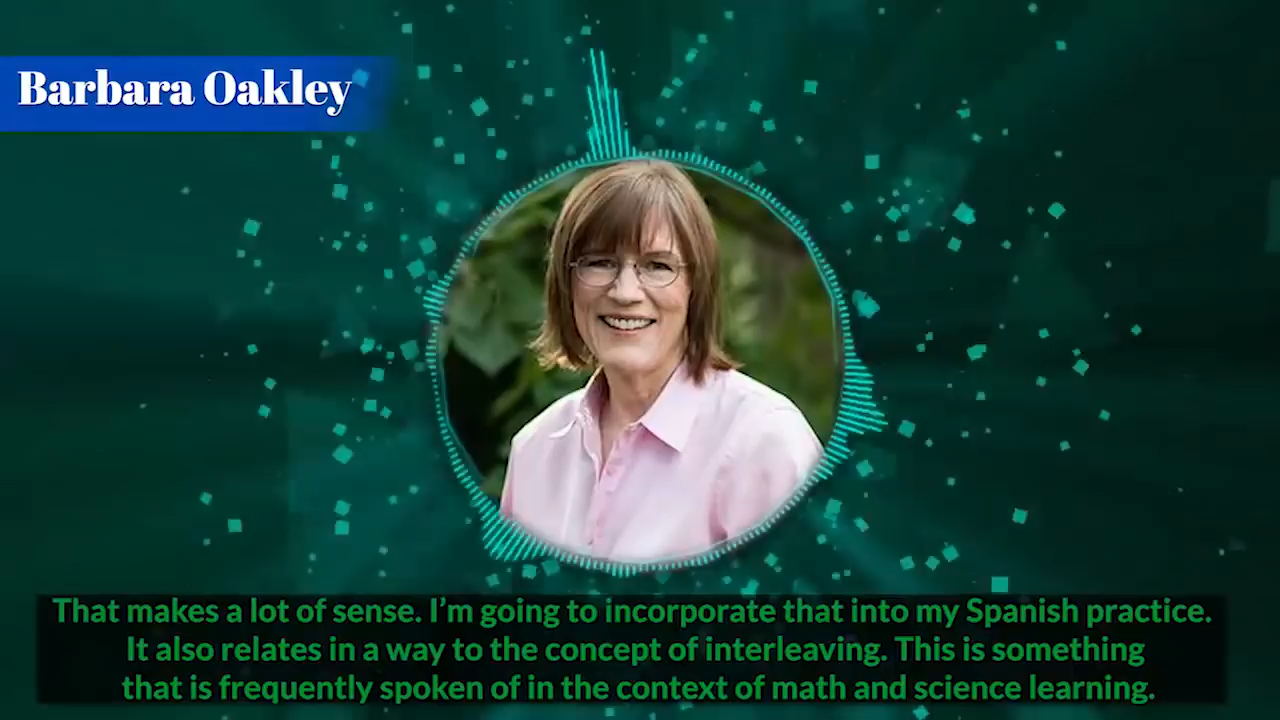 Barbara Oakley
That makes a lot of sense. I’m going to incorporate that into my Spanish practice.
It also relates in a way to the concept of interleaving. This is something
that is frequently spoken of in the context of math and science learning.